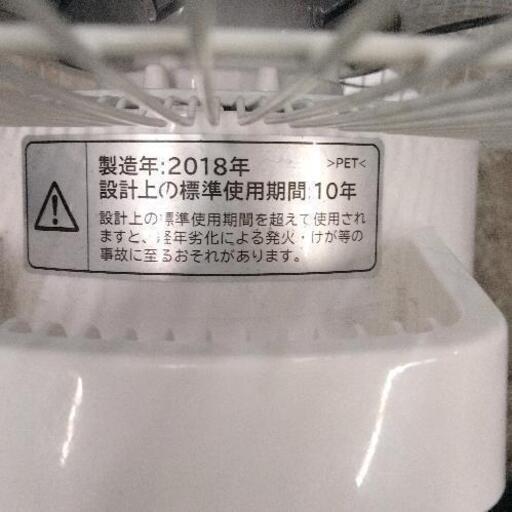 製造年:2018年 >PET<
設計上の標準使用期間:10年
設計上の標準使用期間を超えて使用され
ますと、経年劣化による発火・けが等の
事故に至るおそれがあります。